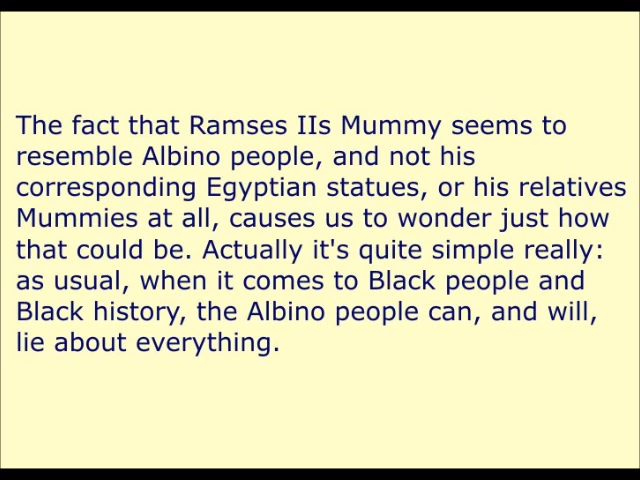 The fact that Ramses IIs Mummy seems to
resemble Albino people, and not his
corresponding Egyptian statues, or his relatives
Mummies at all, causes us to wonder just how
that could be. Actually it's quite simple really:
as usual, when it comes to Black people and
Black history, the Albino people can, and will,
lie about everything.